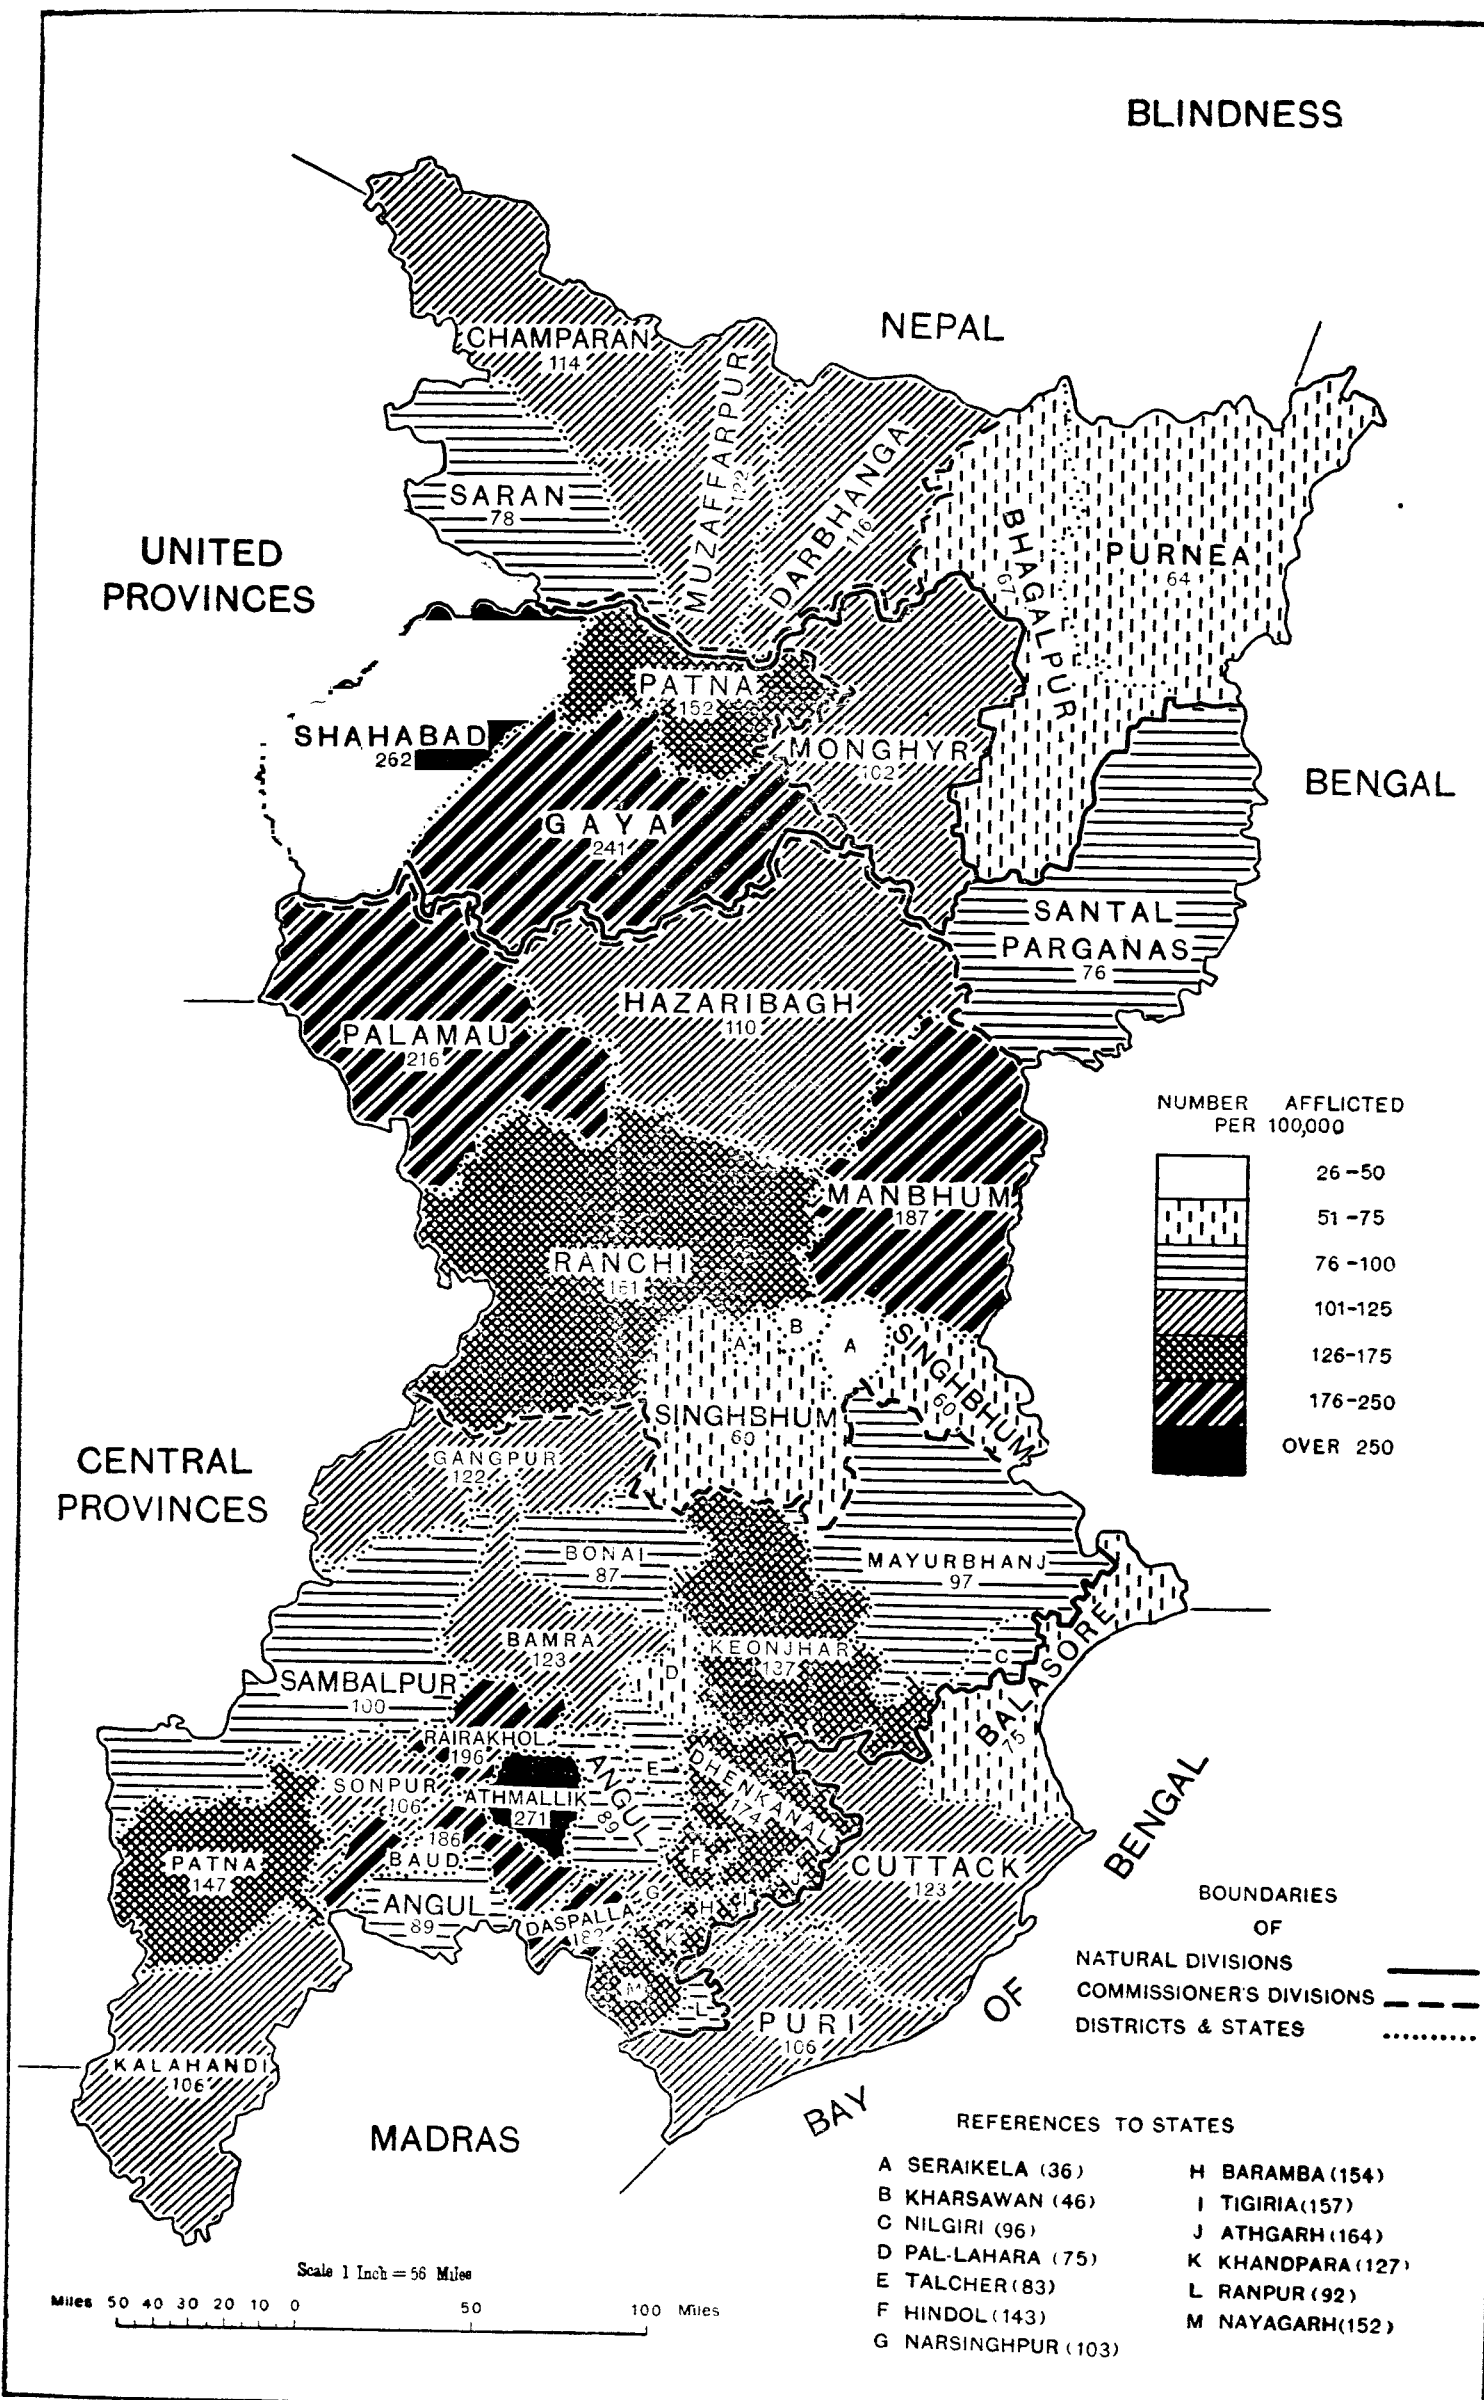 BLINDNESS
NEPAL
CHAMPARAN
114
MUZAFFARPUR
122
DARBHANGA
116
SARAN
78
BHAGALPUR
67
PURNEA
64
UNITED
PROVINCES
PATNA
152
SHAHABAD
262
MONGHYR
102
BENGAL
GAYA
241
SANTAL
PARGANAS
76
HAZARIBAGH
110
PALAMAU
216
NUMBER AFFLICTED
PER 100,000
26-50
51-75
76-100
101-125
126-175
176-250
OVER 250
MANBHUM
187
RANCHI
161
A
B
A
SINGHBHUM
60
SINGHBHUM
60
CENTRAL
PROVINCES
GANGPUR
122
BONAI
87
MAYURBHANJ
97
BAMRA
123
D
KEONJHAR
137
C
BALASORE
75
SAMBALPUR
100
RAIRAKHOL
196
SONPUR
106
ATHMALLIK
271
ANGUL
89
E
DHENKANAL
174
186
BAUD
F
PATNA
147
ANGUL
89
DASPALLA
182
G
H
I
J
K
L
M
CUTTACK
123
PURI
106
KALAHANDI
106
MADRAS
BAY
OF
BENGAL
BOUNDARIES
OF
NATURAL DIVISIONS
COMMISSIONER'S DIVISIONS
DISTRICTS & STATES
REFERENCES TO STATES
A SERAIKELA (36)
B KHARSAWAN (46)
C NILGIRI (96)
D PAL-LAHARA (75)
E TALCHER (83)
F HINDOL (143)
G NARSINGHPUR (103)
H BARAMBA (154)
I TIGIRIA (157)
J ATHGARH (164)
K KHANDPARA (127)
L RANPUR (92)
M NAYAGARH (152)
Scale 1 Inch = 56 Miles
Miles 50 40 30 20 10 0 50 100 Miles